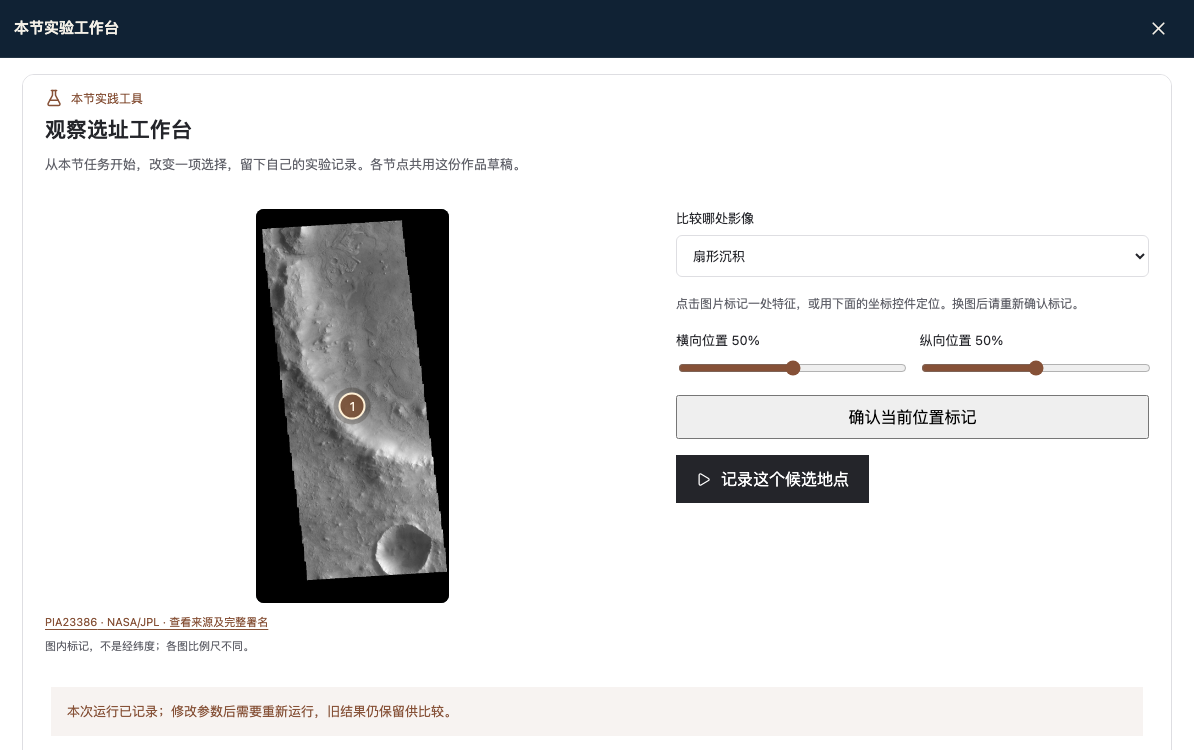 本节实验工作台
本节实践工具
观察选址工作台
从本节任务开始，改变一项选择，留下自己的实验记录。各节点共用这份作品草稿。
1
PIA23386 · NASA/JPL · 查看来源及完整署名
图内标记，不是经纬度；各图比例尺不同。
比较哪处影像
扇形沉积
点击图片标记一处特征，或用下面的坐标控件定位。换图后请重新确认标记。
横向位置 50% 纵向位置 50%
确认当前位置标记
记录这个候选地点
本次运行已记录；修改参数后需要重新运行，旧结果仍保留供比较。